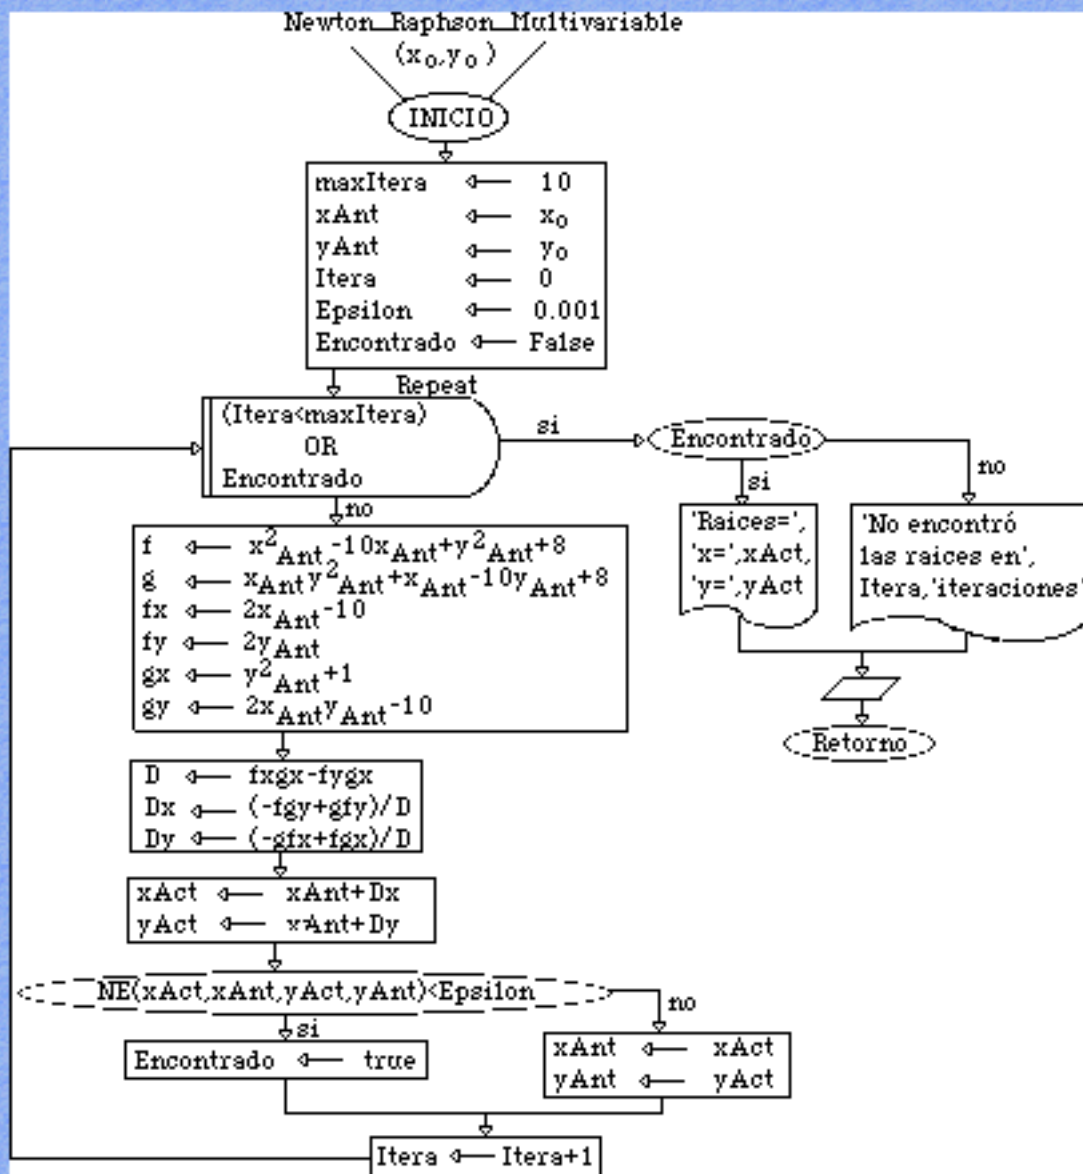 Newton_Raphson_Multivariable
(x₀,y₀)
INICIO
maxItera ← 10
xAnt ← x₀
yAnt ← y₀
Itera ← 0
Epsilon ← 0.001
Encontrado ← False
Repeat
(Itera<maxItera)
OR
Encontrado
si
Encontrado
no
si
no
'Raices=',
'x=',xAct,
'y=',yAct
'No encontró
las raices en',
Itera,'iteraciones'
f ← x²Ant-10xAnt+y²Ant+8
g ← xAnty²Ant+xAnt-10yAnt+8
fx ← 2xAnt-10
fy ← 2yAnt
gx ← y²Ant+1
gy ← 2xAntyAnt-10
Retorno
D ← fxgx-fygx
Dx ← (-fgy+gfy)/D
Dy ← (-gfx+fgx)/D
xAct ← xAnt+Dx
yAct ← xAnt+Dy
NE(xAct,xAnt,yAct,yAnt)<Epsilon
no
si
Encontrado ← true
xAnt ← xAct
yAnt ← yAct
Itera ← Itera+1